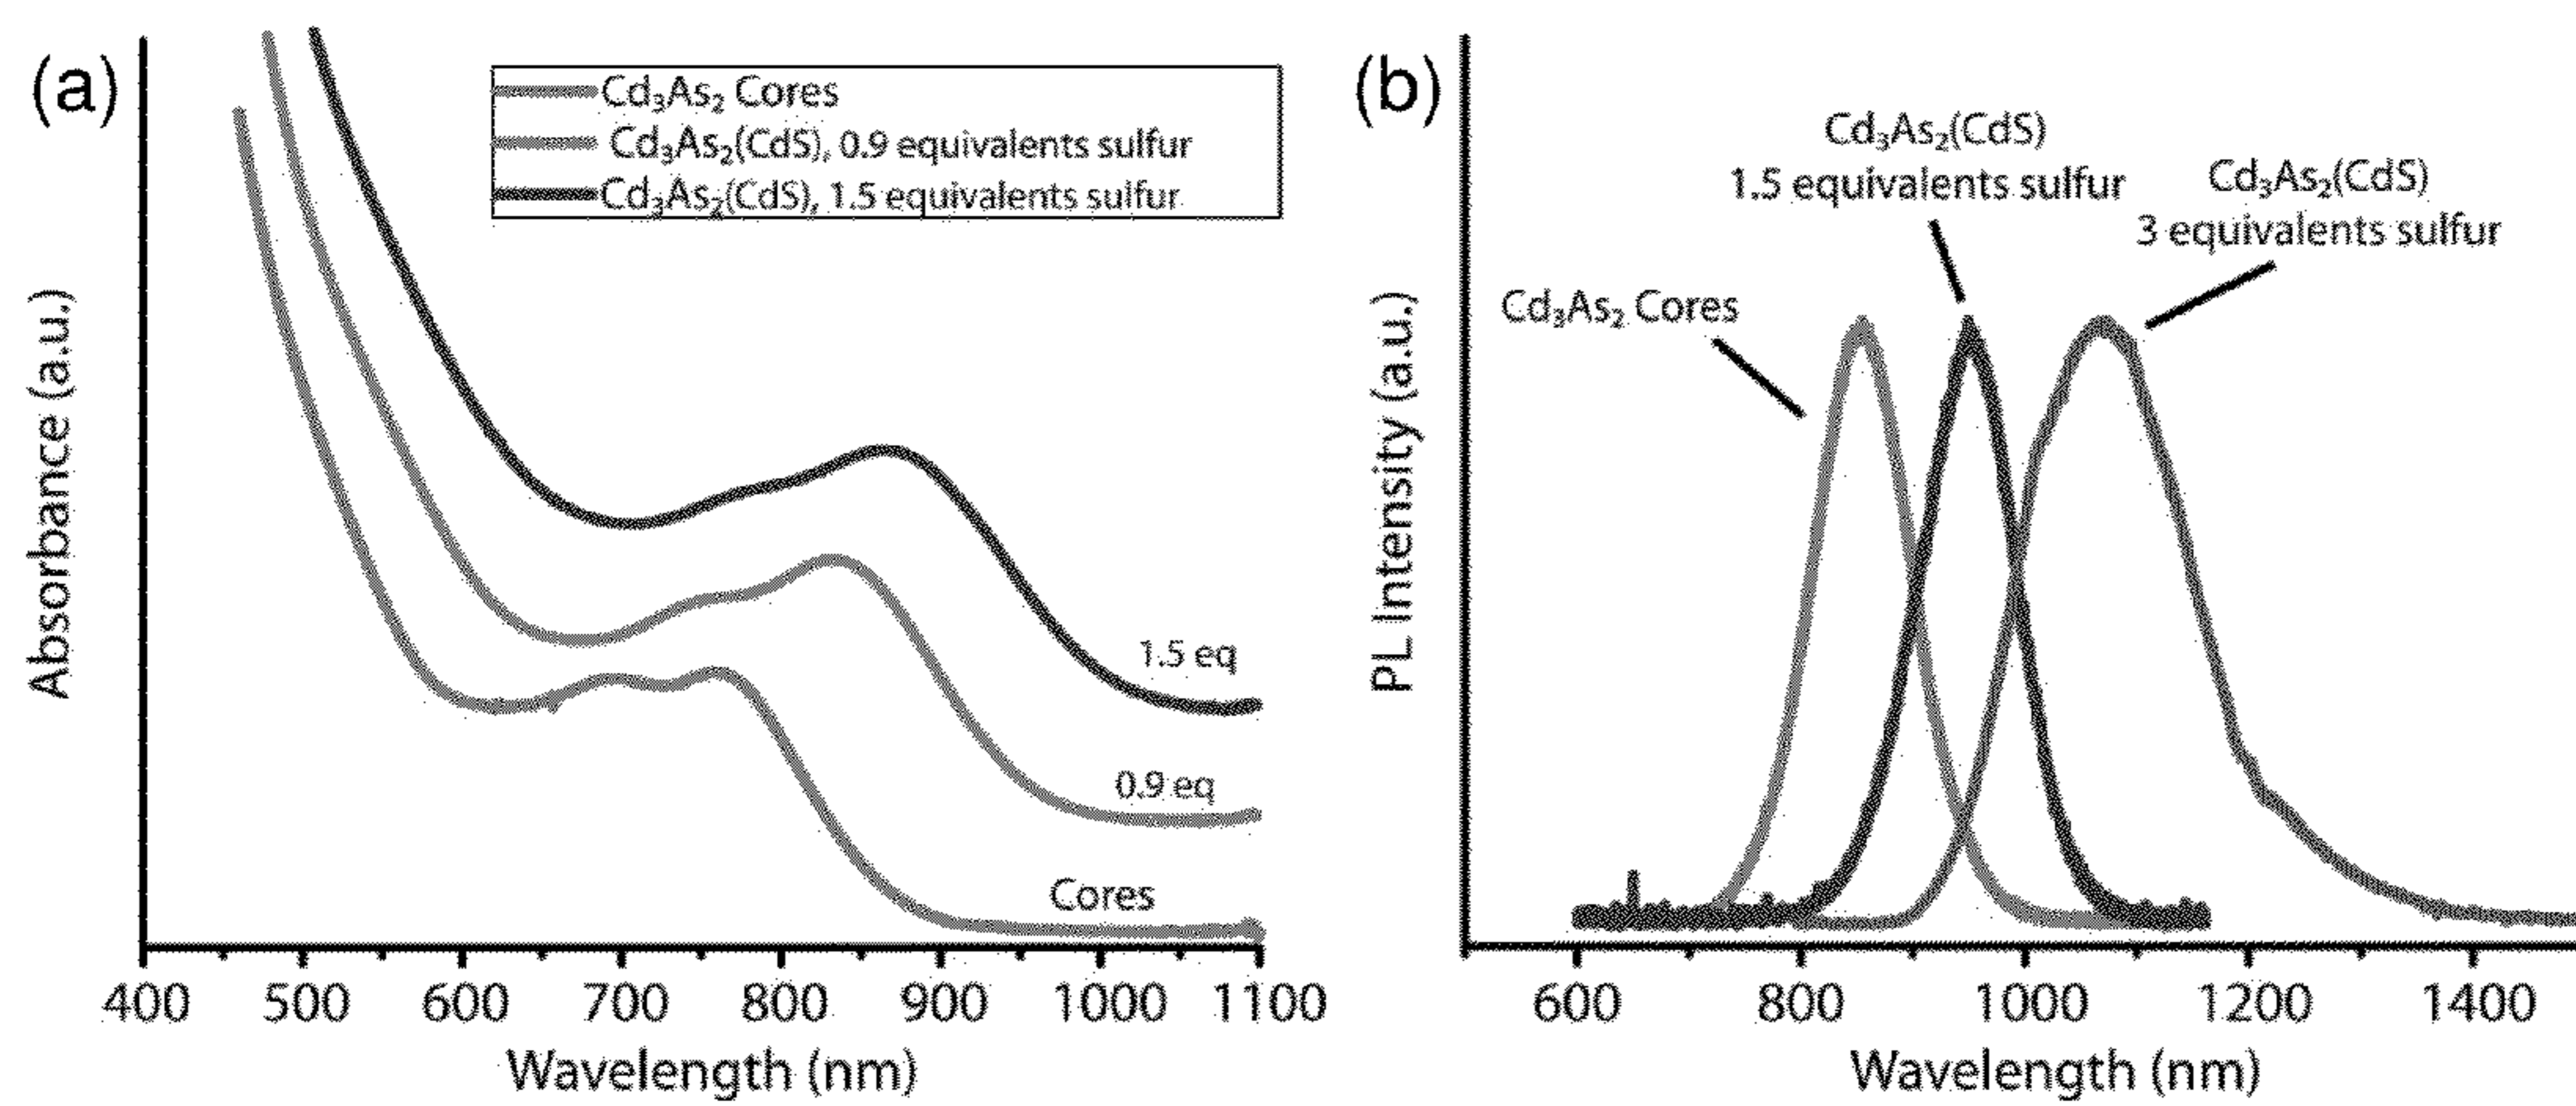 (a)
Cd₃As₂ Cores
Cd₃As₂(CdS), 0.9 equivalents sulfur
Cd₃As₂(CdS), 1.5 equivalents sulfur
Absorbance (a.u.)
1.5 eq
0.9 eq
Cores
400 500 600 700 800 900 1000 1100
Wavelength (nm)
(b)
Cd₃As₂(CdS)
1.5 equivalents sulfur
Cd₃As₂(CdS)
3 equivalents sulfur
Cd₃As₂ Cores
PL Intensity (a.u.)
600 800 1000 1200 1400
Wavelength (nm)